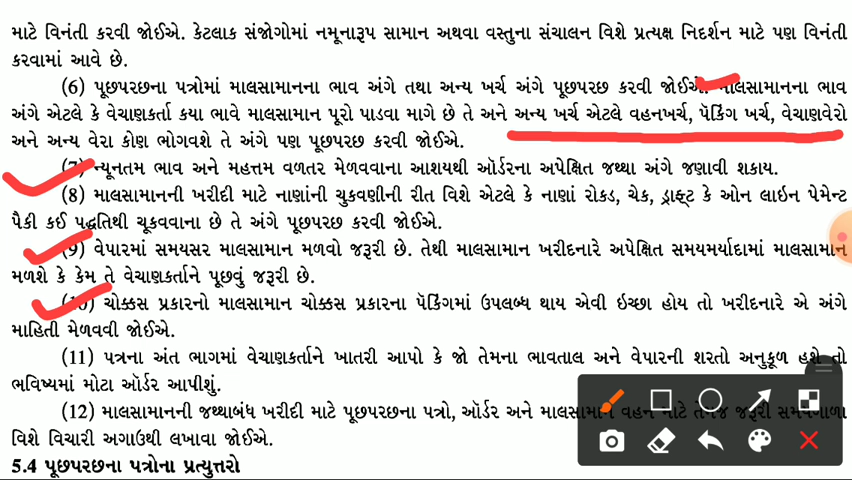 માટે વિનંતી કરવી જોઈએ. કેટલાક સંજોગોમાં નમૂનારૂપ સામાન અથવા વસ્તુના સંચાલન વિશે પ્રત્યક્ષ નિદર્શન માટે પણ વિનંતી
કરવામાં આવે છે.
(6) પૂછપરછના પત્રોમાં માલસામાનના ભાવ અંગે તથા અન્ય ખર્ચ અંગે પૂછપરછ કરવી જોઈએ. માલસામાનના ભાવ
અંગે એટલે કે વેચાણકર્તા કયા ભાવે માલસામાન પૂરો પાડવા માગે છે તે અને અન્ય ખર્ચ એટલે વહનખર્ચ, પૅકિંગ ખર્ચ, વેચાણવેરો
અને અન્ય વેરા કોણ ભોગવશે તે અંગે પણ પૂછપરછ કરવી જોઈએ.
(7) ન્યૂનતમ ભાવ અને મહત્તમ વળતર મેળવવાના આશયથી ઑર્ડરના અપેક્ષિત જથ્થા અંગે જણાવી શકાય.
(8) માલસામાનની ખરીદી માટે નાણાંની ચુકવણીની રીત વિશે એટલે કે નાણાં રોકડ, ચેક, ડ્રાફ્ટ કે ઓન લાઇન પેમેન્ટ
પૈકી કઈ પદ્ધતિથી ચૂકવવાના છે તે અંગે પૂછપરછ કરવી જોઈએ.
(9) વેપારમાં સમયસર માલસામાન મળવો જરૂરી છે. તેથી માલસામાન ખરીદનારે અપેક્ષિત સમયમર્યાદામાં માલસામાન
મળશે કે કેમ તે વેચાણકર્તાને પૂછવું જરૂરી છે.
(10) ચોક્કસ પ્રકારનો માલસામાન ચોક્કસ પ્રકારના પૅકિંગમાં ઉપલબ્ધ થાય એવી ઇચ્છા હોય તો ખરીદનારે એ અંગે
માહિતી મેળવવી જોઈએ.
(11) પત્રના અંત ભાગમાં વેચાણકર્તાને ખાતરી આપો કે જો તેમના ભાવતાલ અને વેપારની શરતો અનુકૂળ હશે તો
ભવિષ્યમાં મોટા ઑર્ડર આપીશું.
(12) માલસામાનની જથ્થાબંધ ખરીદી માટે પૂછપરછના પત્રો, ઑર્ડર અને માલસામાન વહન માટે તેમજ જરૂરી સમયગાળા
વિશે વિચારી અગાઉથી લખાવા જોઈએ.
5.4 પૂછપરછના પત્રોના પ્રત્યુત્તરો